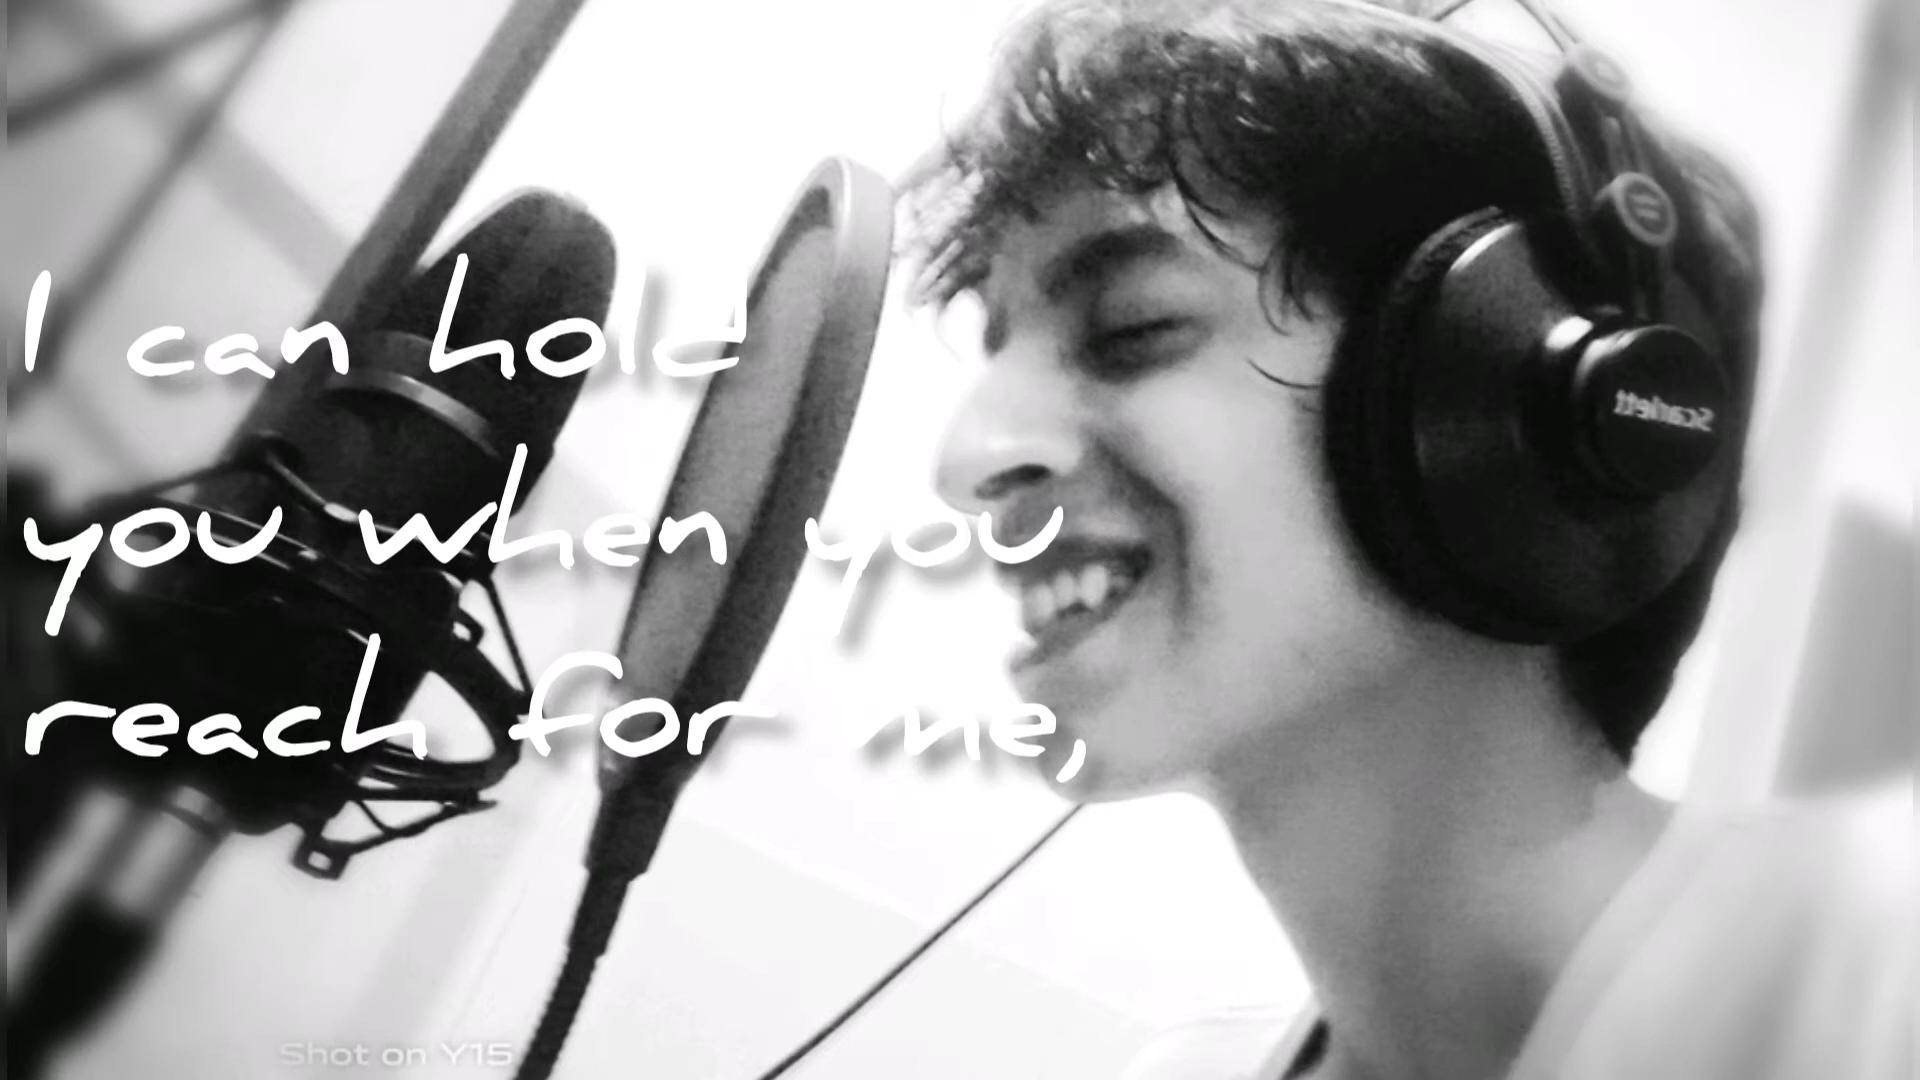 I can hold
you when you
reach for me,
Scarlett
Shot on Y15